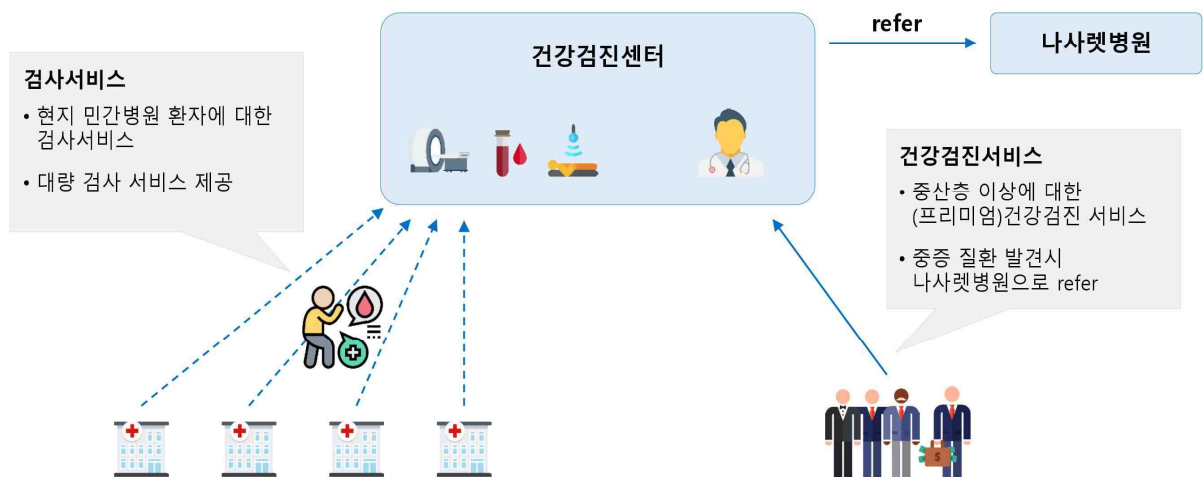 건강검진센터
refer
나사렛병원
검사서비스
• 현지 민간병원 환자에 대한
검사서비스
• 대량 검사 서비스 제공
건강검진서비스
• 중산층 이상에 대한
(프리미엄)건강검진 서비스
• 중증 질환 발견시
나사렛병원으로 refer
$